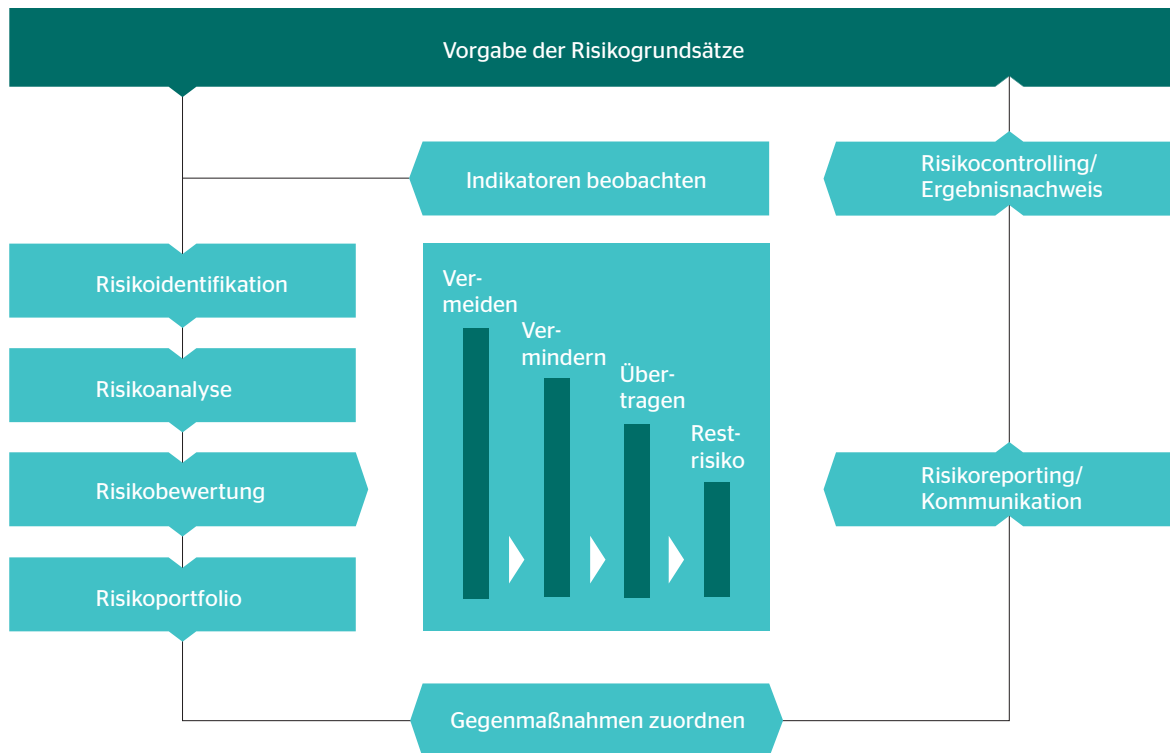 Vorgabe der Risikogrundsätze
Indikatoren beobachten
Risikocontrolling/
Ergebnisnachweis
Risikoidentifikation
Risikoanalyse
Risikobewertung
Risikoportfolio
Ver-
meiden
Ver-
mindern
Über-
tragen
Rest-
risiko
Risikoreporting/
Kommunikation
Gegenmaßnahmen zuordnen